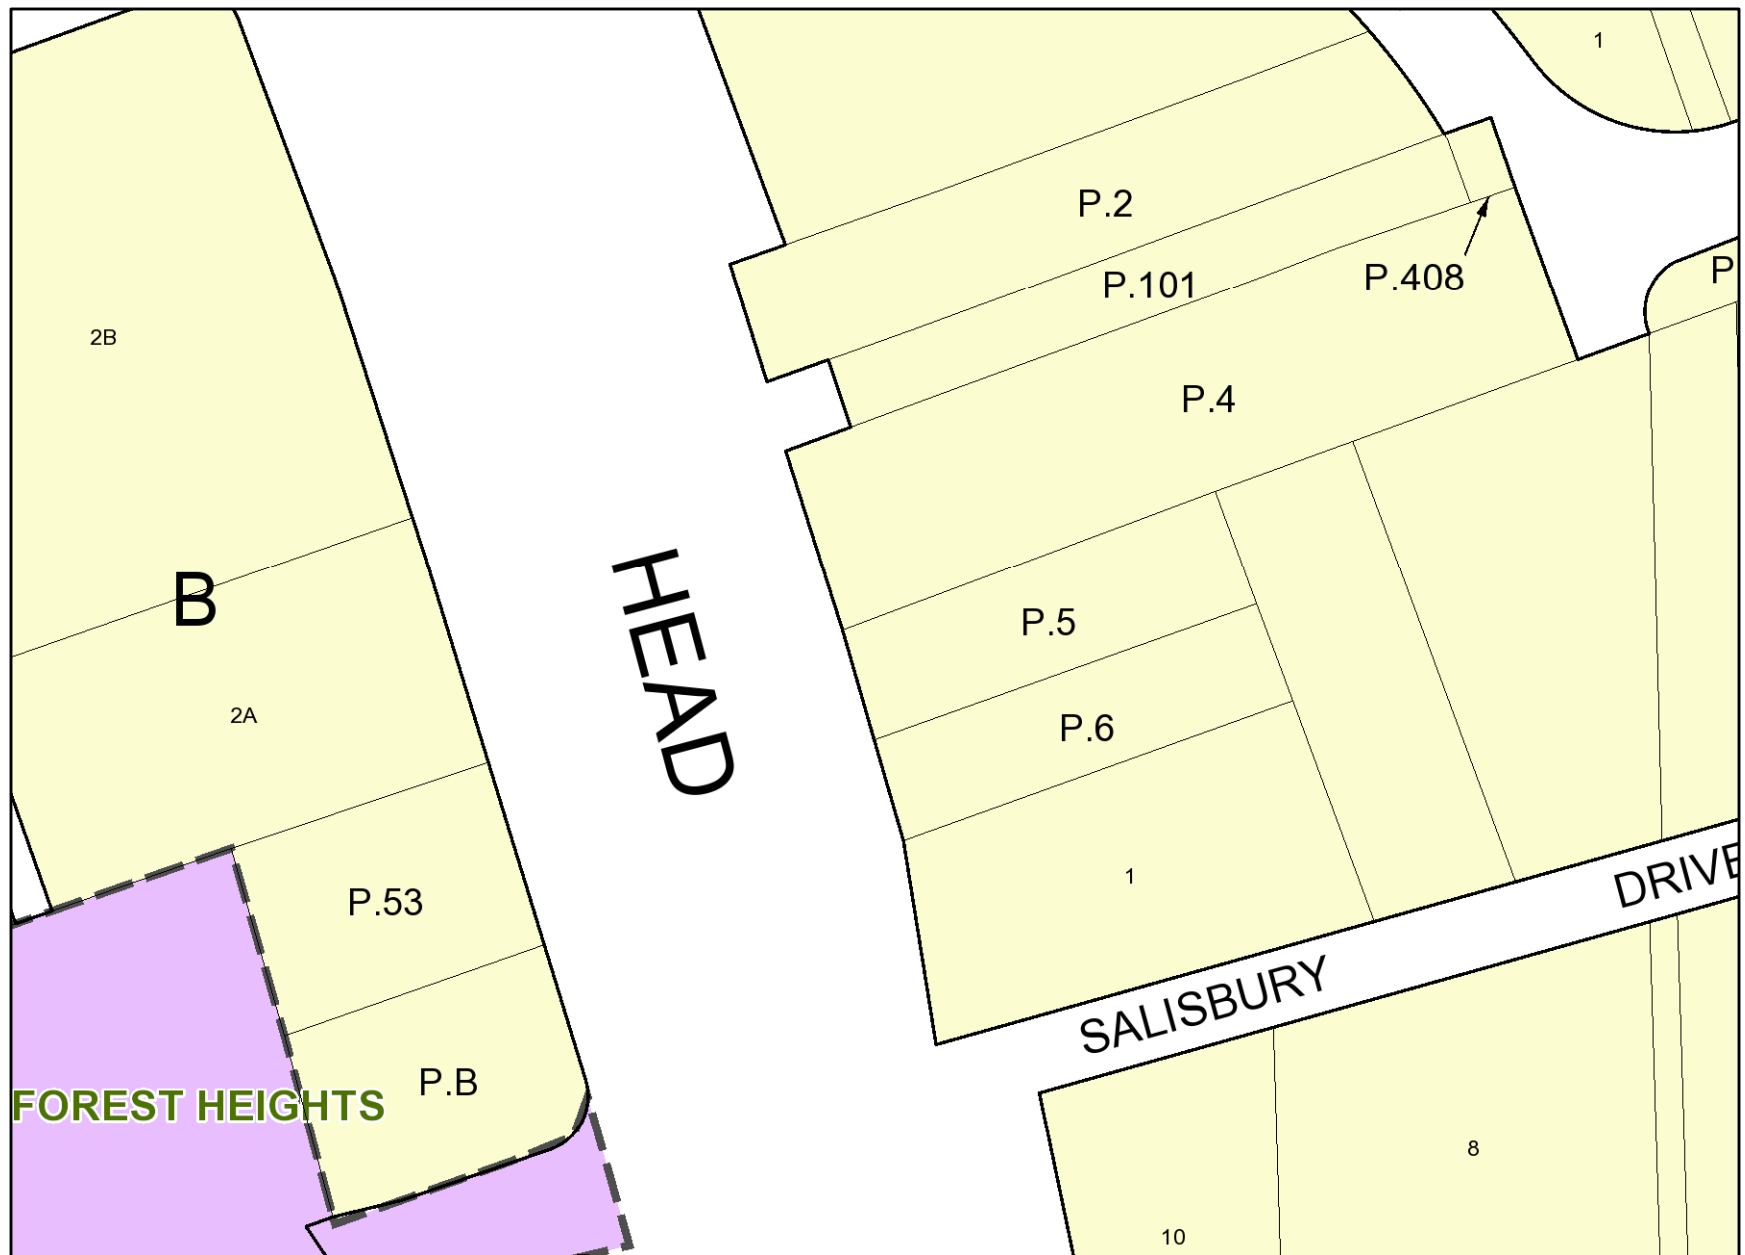 1
P.2
P
P.101
P.408
2B
P.4
B
HEAD
P.5
2A
P.6
1
DRIVE
P.53
SALISBURY
P.B
FOREST HEIGHTS
8
10